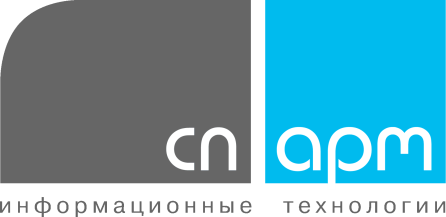 сп арм
информационные технологии